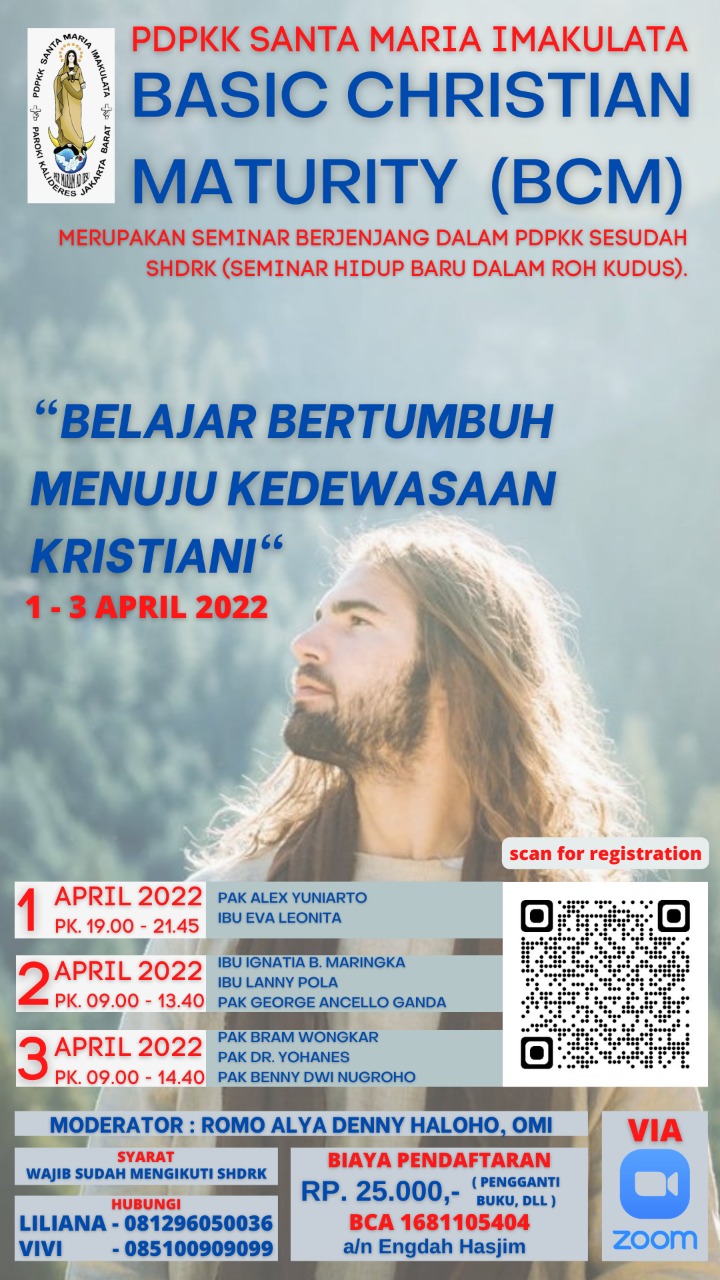 PDPKK SANTA MARIA IMAKULATA
PAROKI KALIDERES JAKARTA BARAT
PDPKK SANTA MARIA IMAKULATA
BASIC CHRISTIAN
MATURITY (BCM)
MERUPAKAN SEMINAR BERJENJANG DALAM PDPKK SESUDAH
SHDRK (SEMINAR HIDUP BARU DALAM ROH KUDUS).
“BELAJAR BERTUMBUH
MENUJU KEDEWASAAN
KRISTIANI“
1 - 3 APRIL 2022
scan for registration
1 APRIL 2022
PK. 19.00 - 21.45
PAK ALEX YUNIARTO
IBU EVA LEONITA
2 APRIL 2022
PK. 09.00 - 13.40
IBU IGNATIA B. MARINGKA
IBU LANNY POLA
PAK GEORGE ANCELLO GANDA
3 APRIL 2022
PK. 09.00 - 14.40
PAK BRAM WONGKAR
PAK DR. YOHANES
PAK BENNY DWI NUGROHO
MODERATOR : ROMO ALYA DENNY HALOHO, OMI
SYARAT
WAJIB SUDAH MENGIKUTI SHDRK
HUBUNGI
LILIANA - 081296050036
VIVI - 085100909099
BIAYA PENDAFTARAN
RP. 25.000,- ( PENGGANTI
BUKU, DLL )
BCA 1681105404
a/n Engdah Hasjim
VIA
zoom